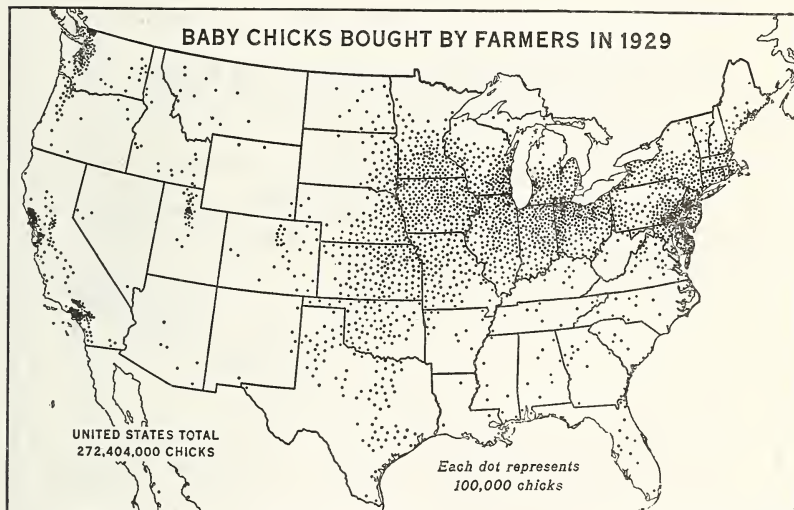 BABY CHICKS BOUGHT BY FARMERS IN 1929
UNITED STATES TOTAL
272,404,000 CHICKS
Each dot represents
100,000 chicks